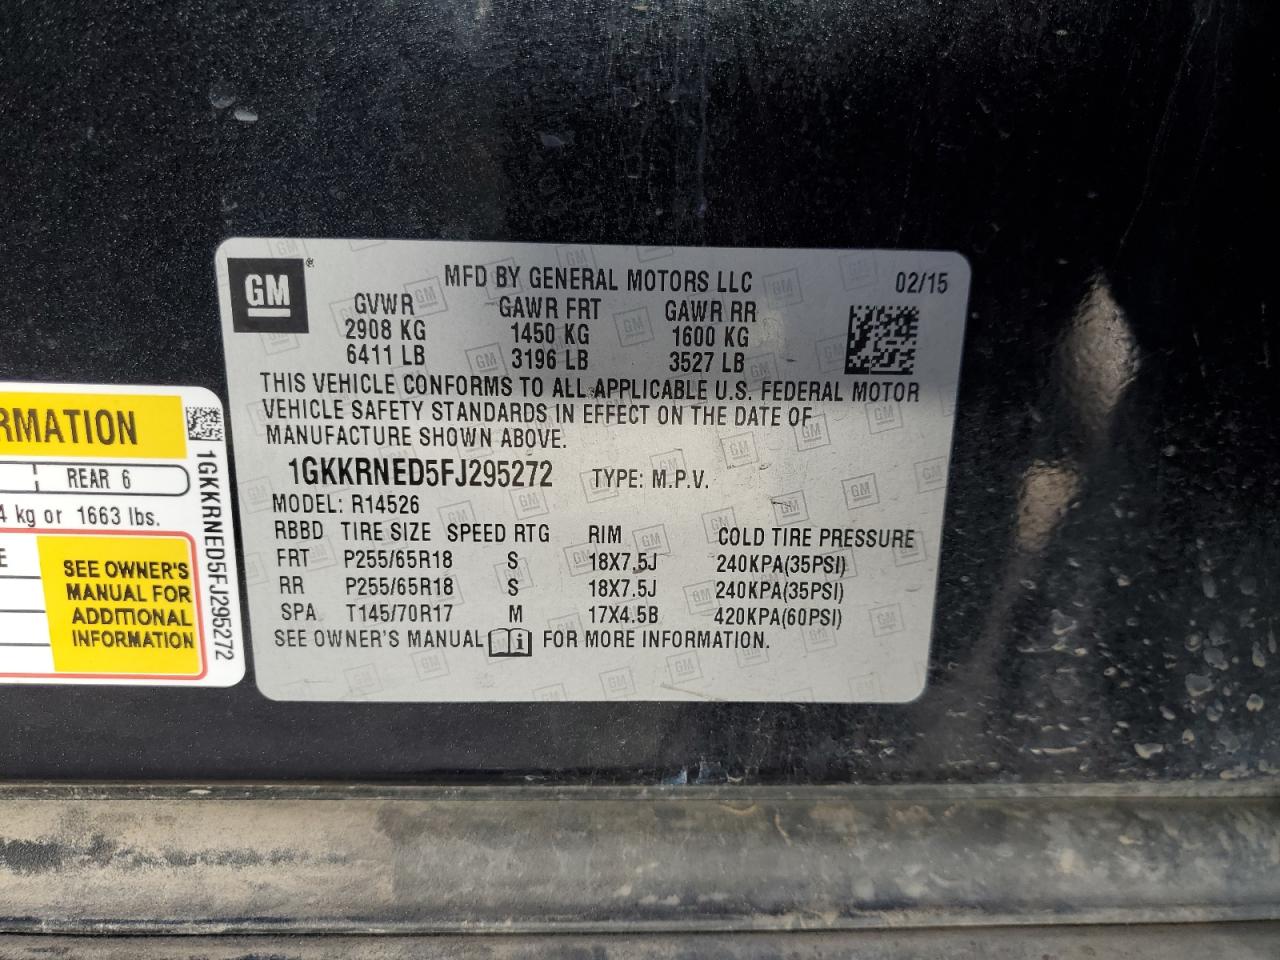 GM®
MFD BY GENERAL MOTORS LLC 02/15
GVWR GAWR FRT GAWR RR
2908 KG 1450 KG 1600 KG
6411 LB 3196 LB 3527 LB
THIS VEHICLE CONFORMS TO ALL APPLICABLE U.S. FEDERAL MOTOR
VEHICLE SAFETY STANDARDS IN EFFECT ON THE DATE OF
MANUFACTURE SHOWN ABOVE.
1GKKRNED5FJ295272 TYPE: M.P.V.
MODEL: R14526
RBBD TIRE SIZE SPEED RTG RIM COLD TIRE PRESSURE
FRT P255/65R18 S 18X7.5J 240KPA(35PSI)
RR P255/65R18 S 18X7.5J 240KPA(35PSI)
SPA T145/70R17 M 17X4.5B 420KPA(60PSI)
SEE OWNER'S MANUAL i FOR MORE INFORMATION.
RMATION
REAR 6
4 kg or 1663 lbs.
E
SEE OWNER'S
MANUAL FOR
ADDITIONAL
INFORMATION
1GKKRNED5FJ295272